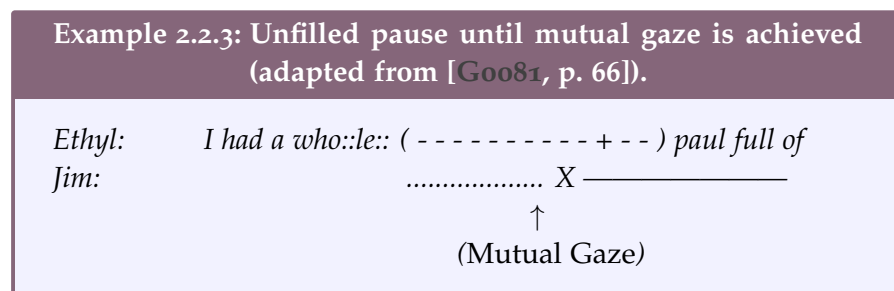 Example 2.2.3: Unfilled pause until mutual gaze is achieved
(adapted from [Goo81, p. 66]).
Ethyl: I had a who::le:: ( - - - - - - - - - - + - - ) paul full of
Jim: ................... X ———————
↑
(Mutual Gaze)